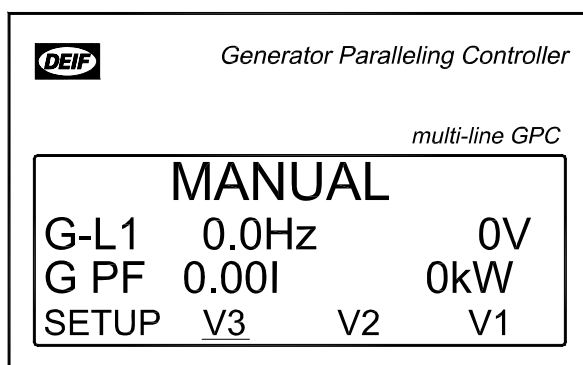 DEIF Generator Paralleling Controller
multi-line GPC
MANUAL
G-L1 0.0Hz 0V
G PF 0.00I 0kW
SETUP V3 V2 V1